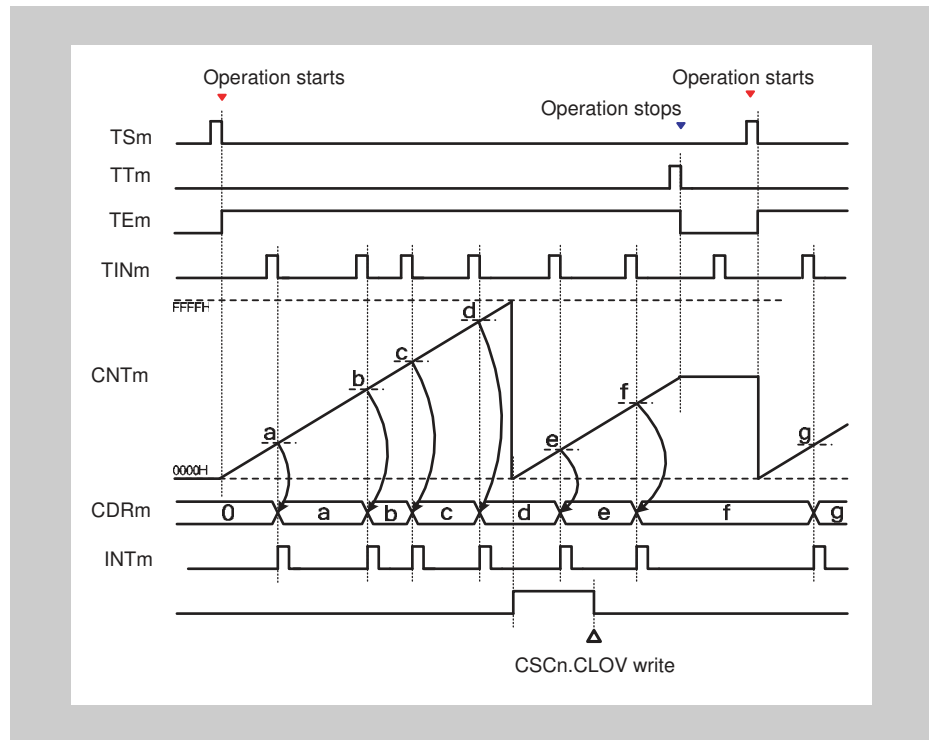 Operation starts
Operation starts
Operation stops
TSm
TTm
TEm
TINm
FFFFH
d
c
CNTm
b
f
a
e
g
0000H
CDRm 0 a b c d e f g
INTm
CSCn.CLOV write